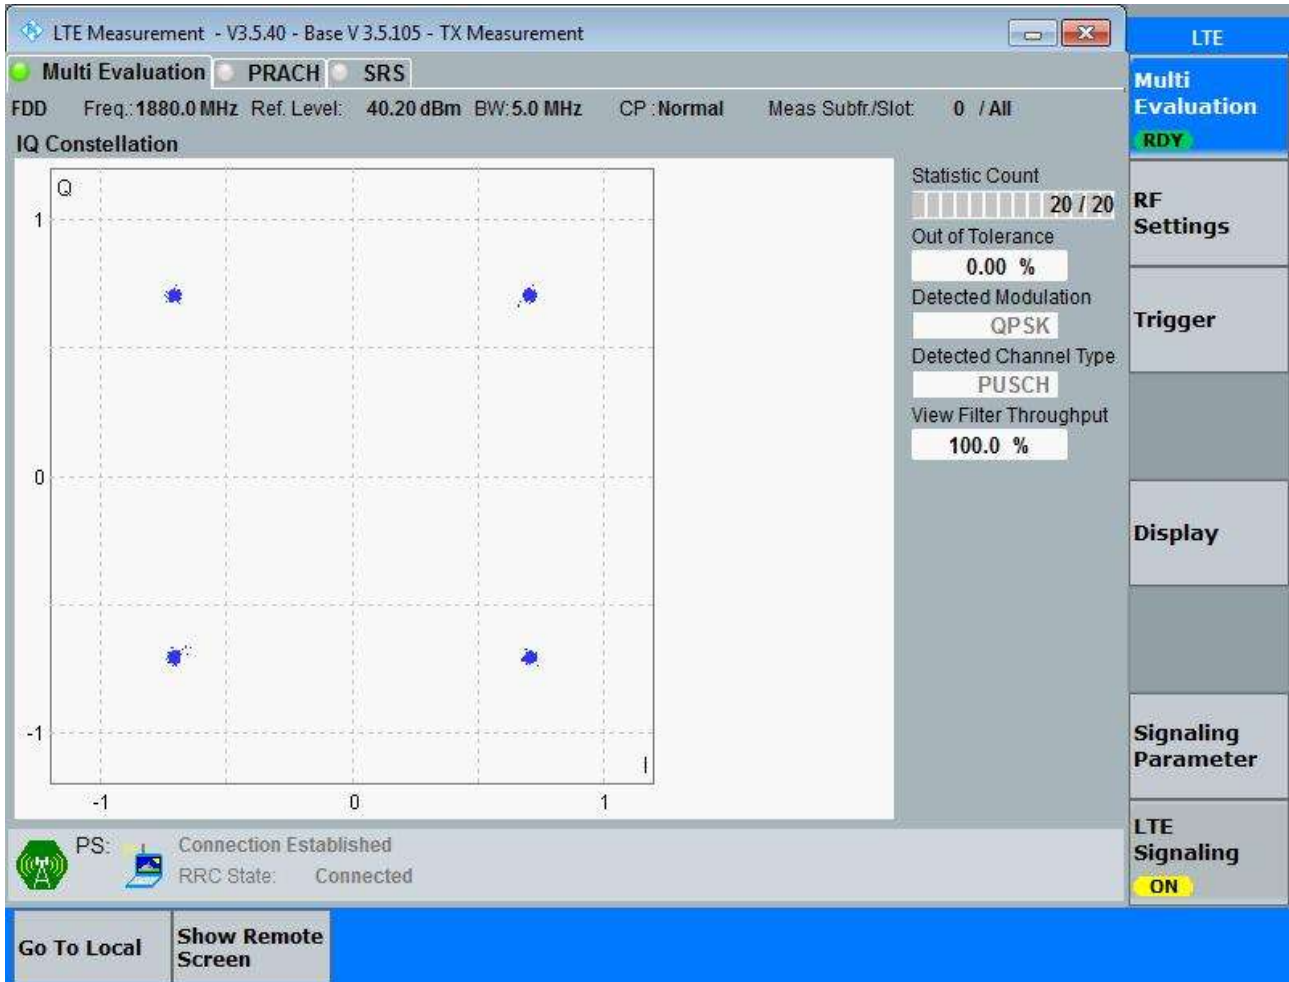 LTE Measurement - V3.5.40 - Base V 3.5.105 - TX Measurement
LTE
Multi Evaluation PRACH SRS
FDD Freq.: 1880.0 MHz Ref. Level: 40.20 dBm BW: 5.0 MHz CP : Normal Meas Subfr./Slot: 0 / All
IQ Constellation
Q
1
0
-1
I
-1 0 1
Statistic Count
20 / 20
Out of Tolerance
0.00 %
Detected Modulation
QPSK
Detected Channel Type
PUSCH
View Filter Throughput
100.0 %
Multi
Evaluation
RDY
RF
Settings
Trigger
Display
Signaling
Parameter
LTE
Signaling
ON
PS: Connection Established
RRC State: Connected
Go To Local
Show Remote
Screen